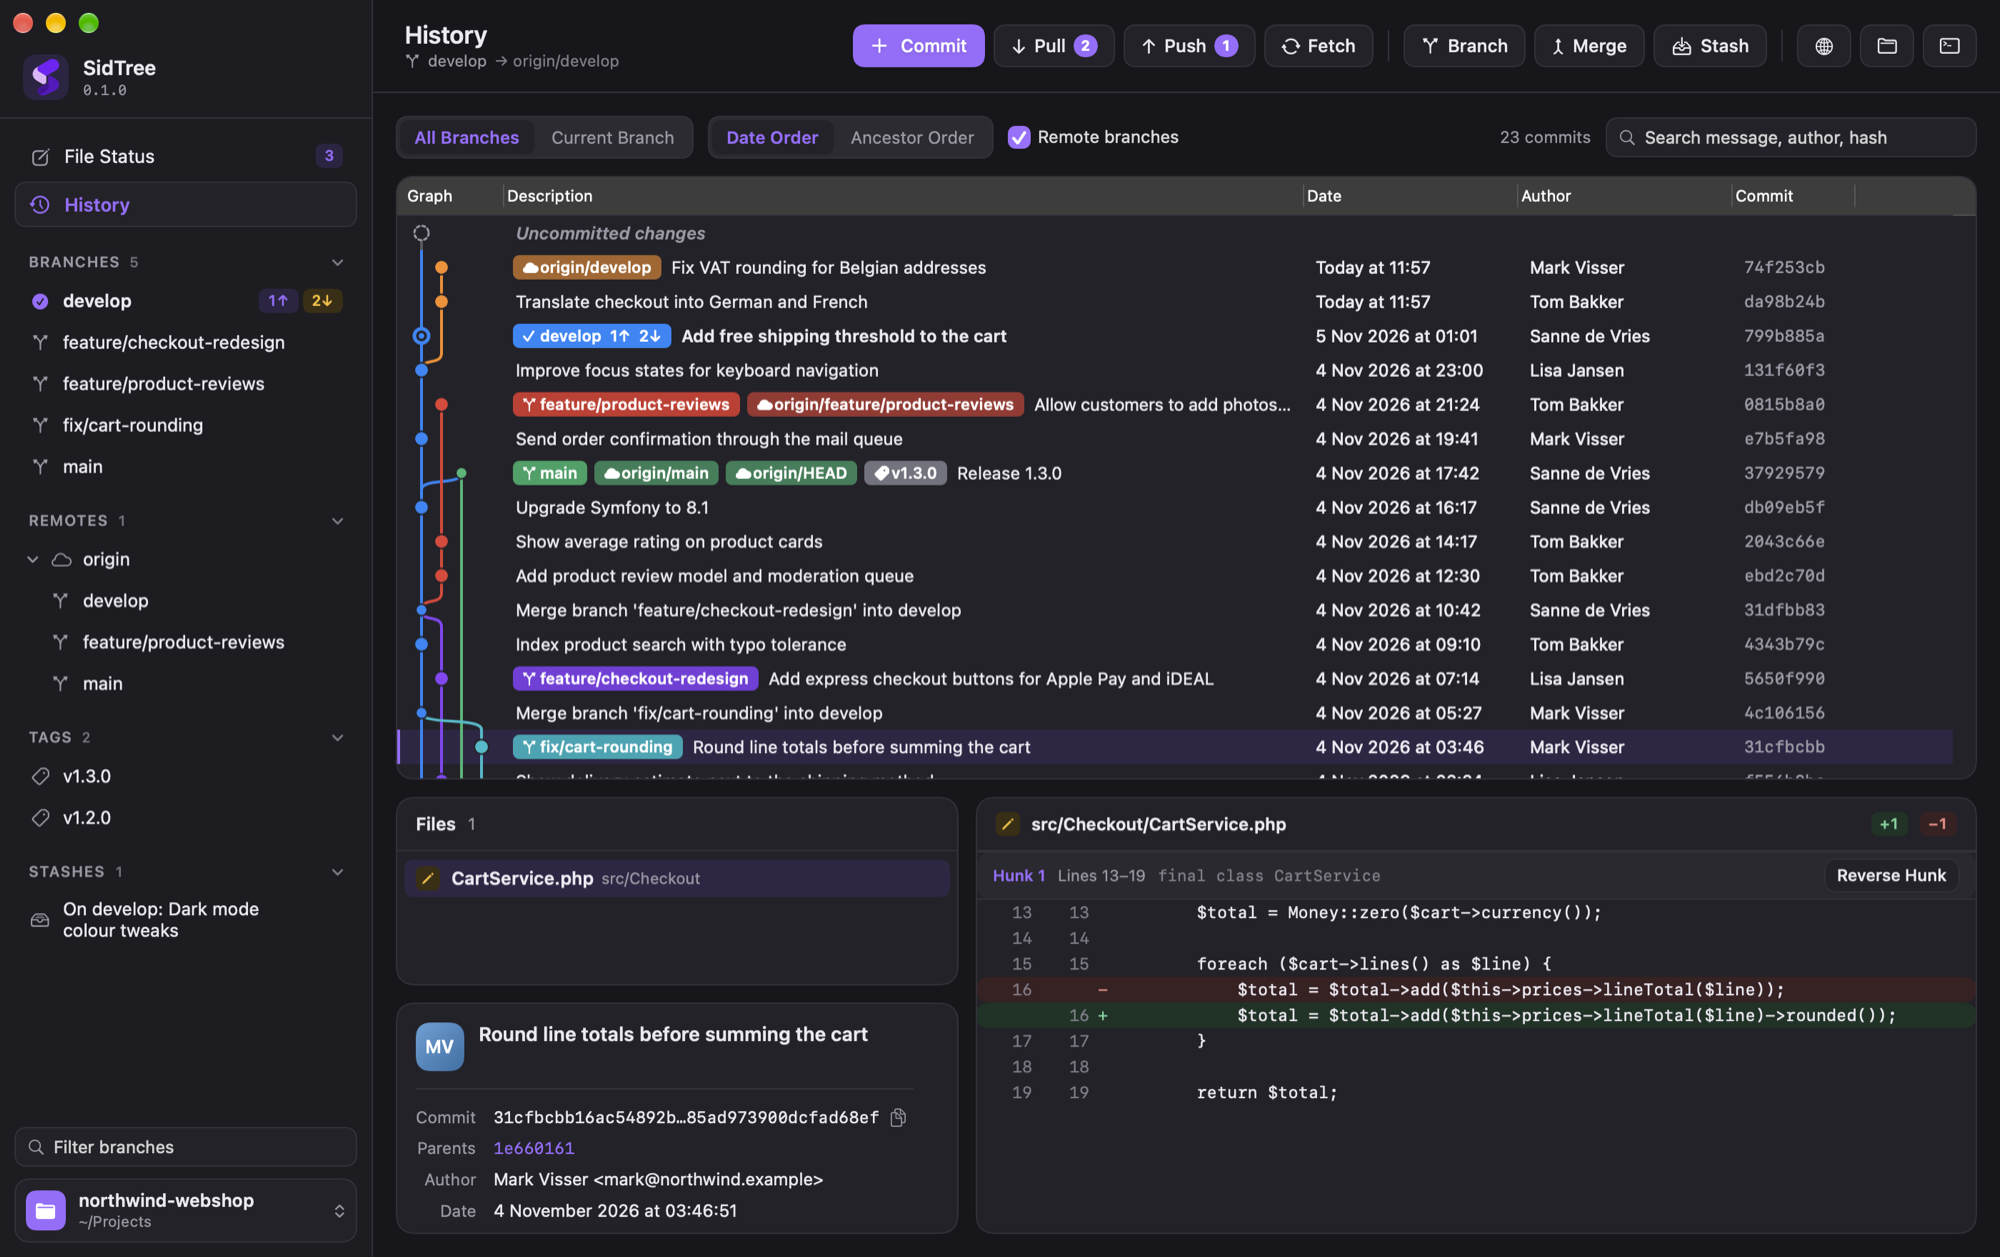 SidTree
0.1.0
File Status 3
History
BRANCHES 5
develop 1↑ 2↓
feature/checkout-redesign
feature/product-reviews
fix/cart-rounding
main
REMOTES 1
origin
develop
feature/product-reviews
main
TAGS 2
v1.3.0
v1.2.0
STASHES 1
On develop: Dark mode
colour tweaks
Filter branches
northwind-webshop
~/Projects
History
develop → origin/develop
+ Commit
↓ Pull 2
↑ Push 1
Fetch
Branch
Merge
Stash
All Branches Current Branch
Date Order Ancestor Order
Remote branches
23 commits
Search message, author, hash
Graph Description Date Author Commit
Uncommitted changes
origin/develop Fix VAT rounding for Belgian addresses Today at 11:57 Mark Visser 74f253cb
Translate checkout into German and French Today at 11:57 Tom Bakker da98b24b
develop 1↑ 2↓ Add free shipping threshold to the cart 5 Nov 2026 at 01:01 Sanne de Vries 799b885a
Improve focus states for keyboard navigation 4 Nov 2026 at 23:00 Lisa Jansen 131f60f3
feature/product-reviews origin/feature/product-reviews Allow customers to add photos... 4 Nov 2026 at 21:24 Tom Bakker 0815b8a0
Send order confirmation through the mail queue 4 Nov 2026 at 19:41 Mark Visser e7b5fa98
main origin/main origin/HEAD v1.3.0 Release 1.3.0 4 Nov 2026 at 17:42 Sanne de Vries 37929579
Upgrade Symfony to 8.1 4 Nov 2026 at 16:17 Sanne de Vries db09eb5f
Show average rating on product cards 4 Nov 2026 at 14:17 Tom Bakker 2043c66e
Add product review model and moderation queue 4 Nov 2026 at 12:30 Tom Bakker ebd2c70d
Merge branch 'feature/checkout-redesign' into develop 4 Nov 2026 at 10:42 Sanne de Vries 31dfbb83
Index product search with typo tolerance 4 Nov 2026 at 09:10 Tom Bakker 4343b79c
feature/checkout-redesign Add express checkout buttons for Apple Pay and iDEAL 4 Nov 2026 at 07:14 Lisa Jansen 5650f990
Merge branch 'fix/cart-rounding' into develop 4 Nov 2026 at 05:27 Mark Visser 4c106156
fix/cart-rounding Round line totals before summing the cart 4 Nov 2026 at 03:46 Mark Visser 31cfbcbb
Files 1
CartService.php src/Checkout
MV
Round line totals before summing the cart
Commit 31cfbcbb16ac54892b…85ad973900dcfad68ef
Parents 1e660161
Author Mark Visser <mark@northwind.example>
Date 4 November 2026 at 03:46:51
src/Checkout/CartService.php +1 −1
Hunk 1 Lines 13–19 final class CartService Reverse Hunk
13 13 $total = Money::zero($cart->currency());
14 14
15 15 foreach ($cart->lines() as $line) {
16 − $total = $total->add($this->prices->lineTotal($line));
16 + $total = $total->add($this->prices->lineTotal($line)->rounded());
17 17 }
18 18
19 19 return $total;